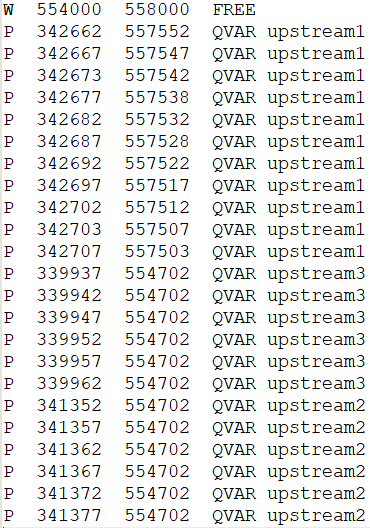 W  554000  558000  FREE
P  342662  557552  QVAR upstream1
P  342667  557547  QVAR upstream1
P  342673  557542  QVAR upstream1
P  342677  557538  QVAR upstream1
P  342682  557532  QVAR upstream1
P  342687  557528  QVAR upstream1
P  342692  557522  QVAR upstream1
P  342697  557517  QVAR upstream1
P  342702  557512  QVAR upstream1
P  342703  557507  QVAR upstream1
P  342707  557503  QVAR upstream1
P  339937  554702  QVAR upstream3
P  339942  554702  QVAR upstream3
P  339947  554702  QVAR upstream3
P  339952  554702  QVAR upstream3
P  339957  554702  QVAR upstream3
P  339962  554702  QVAR upstream3
P  341352  554702  QVAR upstream2
P  341357  554702  QVAR upstream2
P  341362  554702  QVAR upstream2
P  341367  554702  QVAR upstream2
P  341372  554702  QVAR upstream2
P  341377  554702  QVAR upstream2